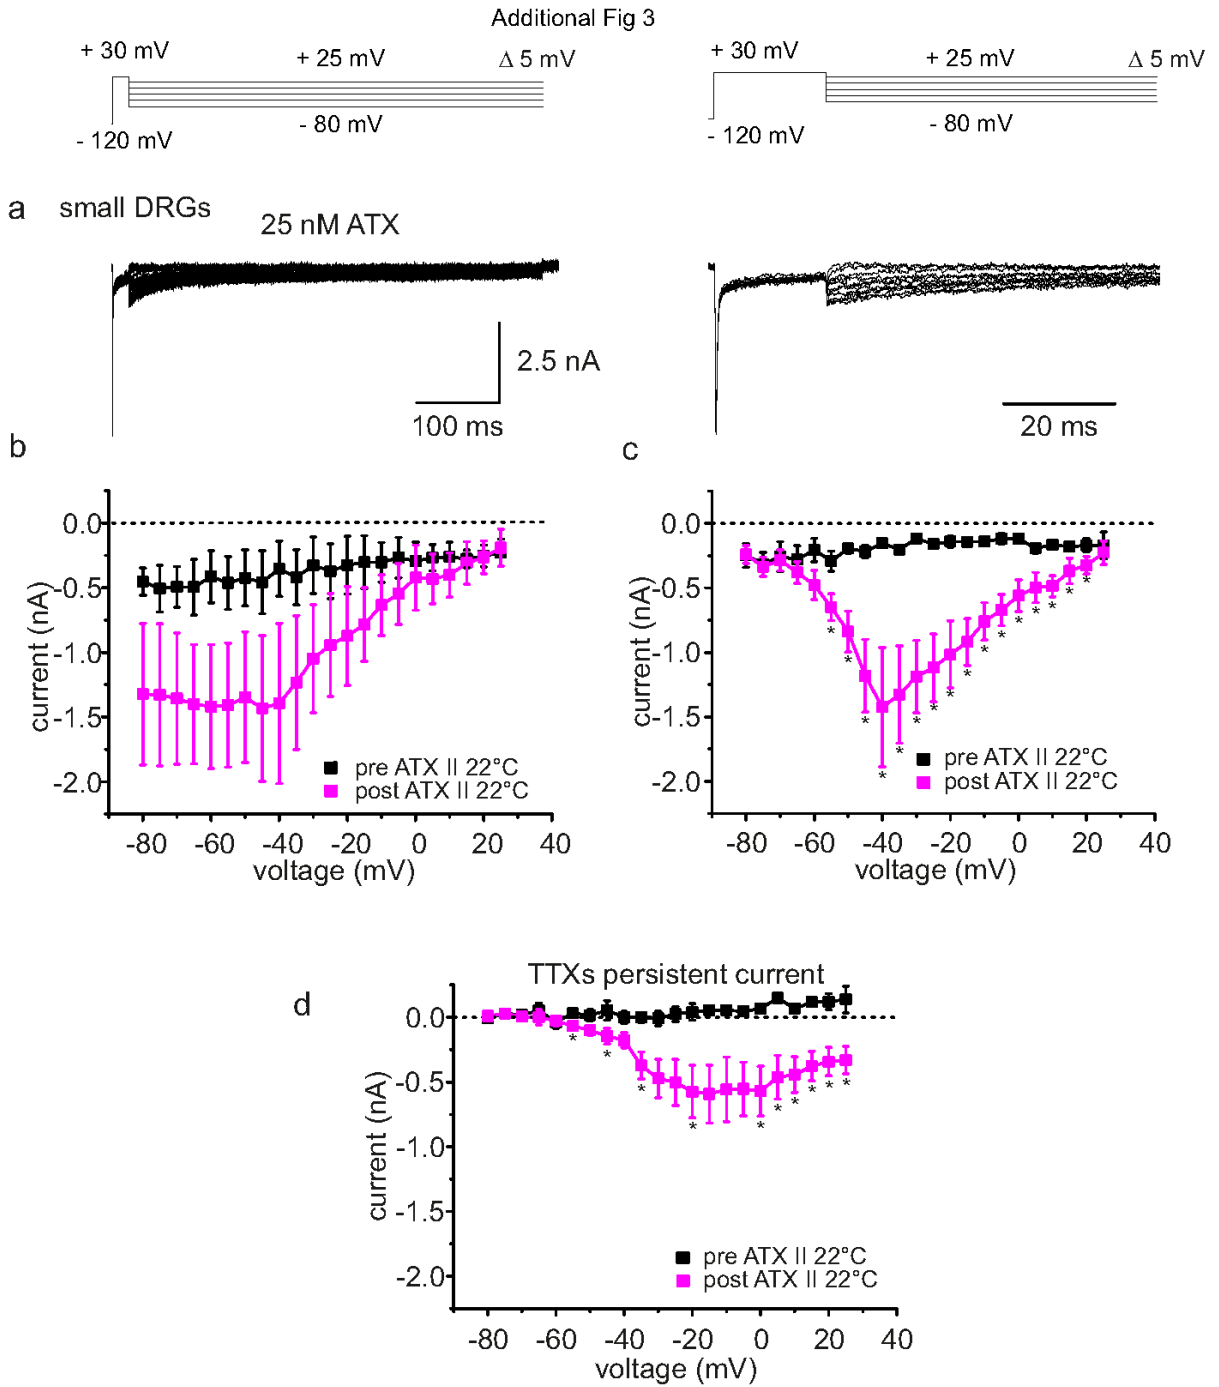 Additional Fig 3
+ 30 mV + 25 mV Δ 5 mV
- 120 mV - 80 mV
+ 30 mV + 25 mV Δ 5 mV
- 120 mV - 80 mV
a small DRGs
25 nM ATX
2.5 nA
100 ms
20 ms
b
current (nA)
0.0
-0.5
-1.0
-1.5
-2.0
pre ATX II 22°C
post ATX II 22°C
-80 -60 -40 -20 0 20 40
voltage (mV)
c
current (nA)
0.0
-0.5
-1.0
-1.5
-2.0
* * * * * * * * * * * * * * * *
pre ATX II 22°C
post ATX II 22°C
-80 -60 -40 -20 0 20 40
voltage (mV)
d
TTXs persistent current
current (nA)
0.0
-0.5
-1.0
-1.5
-2.0
* * * * * * * * * *
pre ATX II 22°C
post ATX II 22°C
-80 -60 -40 -20 0 20 40
voltage (mV)